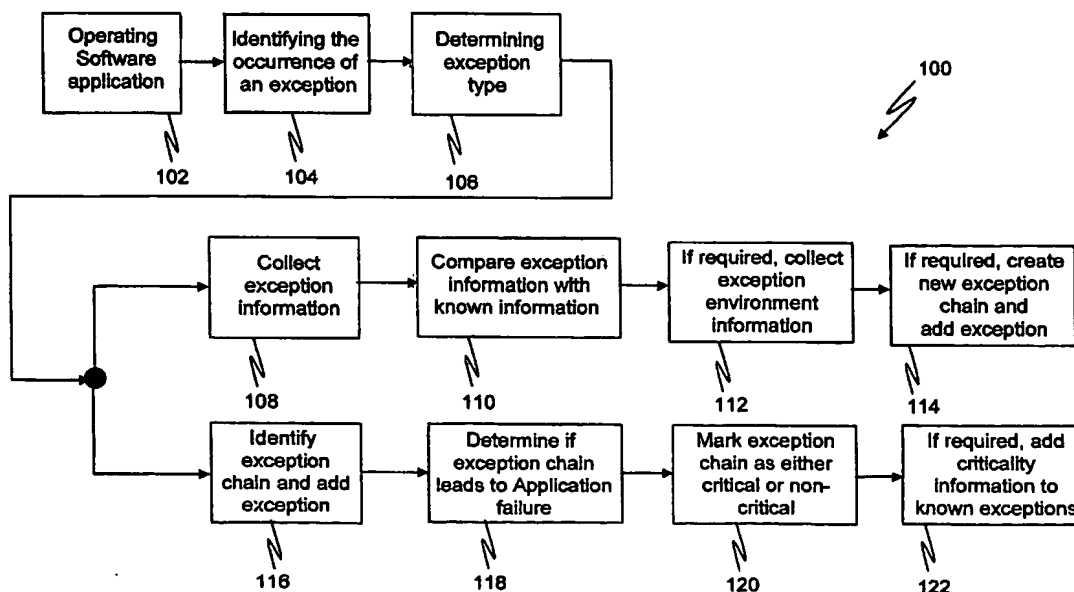 Operating
Software
application
Identifying the
occurrence of
an exception
Determining
exception
type
100
102
104
106
Collect
exception
information
Compare exception
information with
known information
If required, collect
exception
environment
information
If required, create
new exception
chain and
add exception
108
110
112
114
Identify
exception
chain and add
exception
Determine if
exception chain
leads to Application
failure
Mark exception
chain as either
critical or non-
critical
If required, add
criticality
information to
known exceptions
116
118
120
122